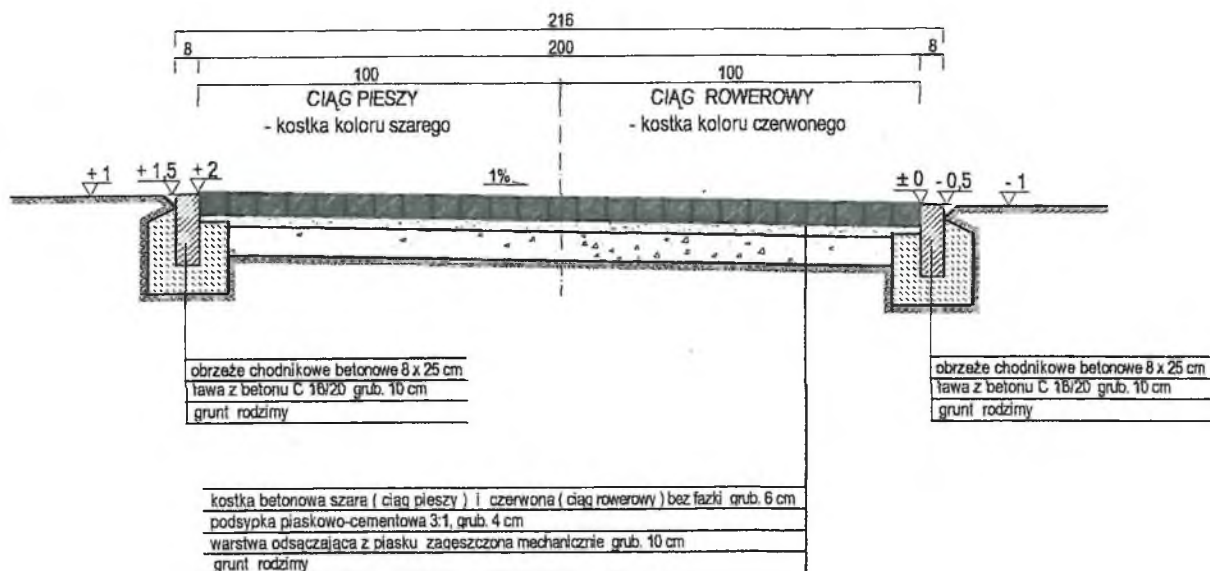 216
8 200 8
100 100
CIĄG PIESZY CIĄG ROWEROWY
- kostka koloru szarego - kostka koloru czerwonego
+1 +1,5 +2 1% ±0 -0,5 -1
obrzeże chodnikowe betonowe 8 x 25 cm
ława z betonu C 16/20 grub. 10 cm
grunt rodzimy
obrzeże chodnikowe betonowe 8 x 25 cm
ława z betonu C 16/20 grub. 10 cm
grunt rodzimy
kostka betonowa szara ( ciąg pieszy ) i czerwona ( ciąg rowerowy ) bez fazki grub. 6 cm
podsypka piaskowo-cementowa 3:1, grub. 4 cm
warstwa odsączająca z piasku zagęszczona mechanicznie grub. 10 cm
grunt rodzimy